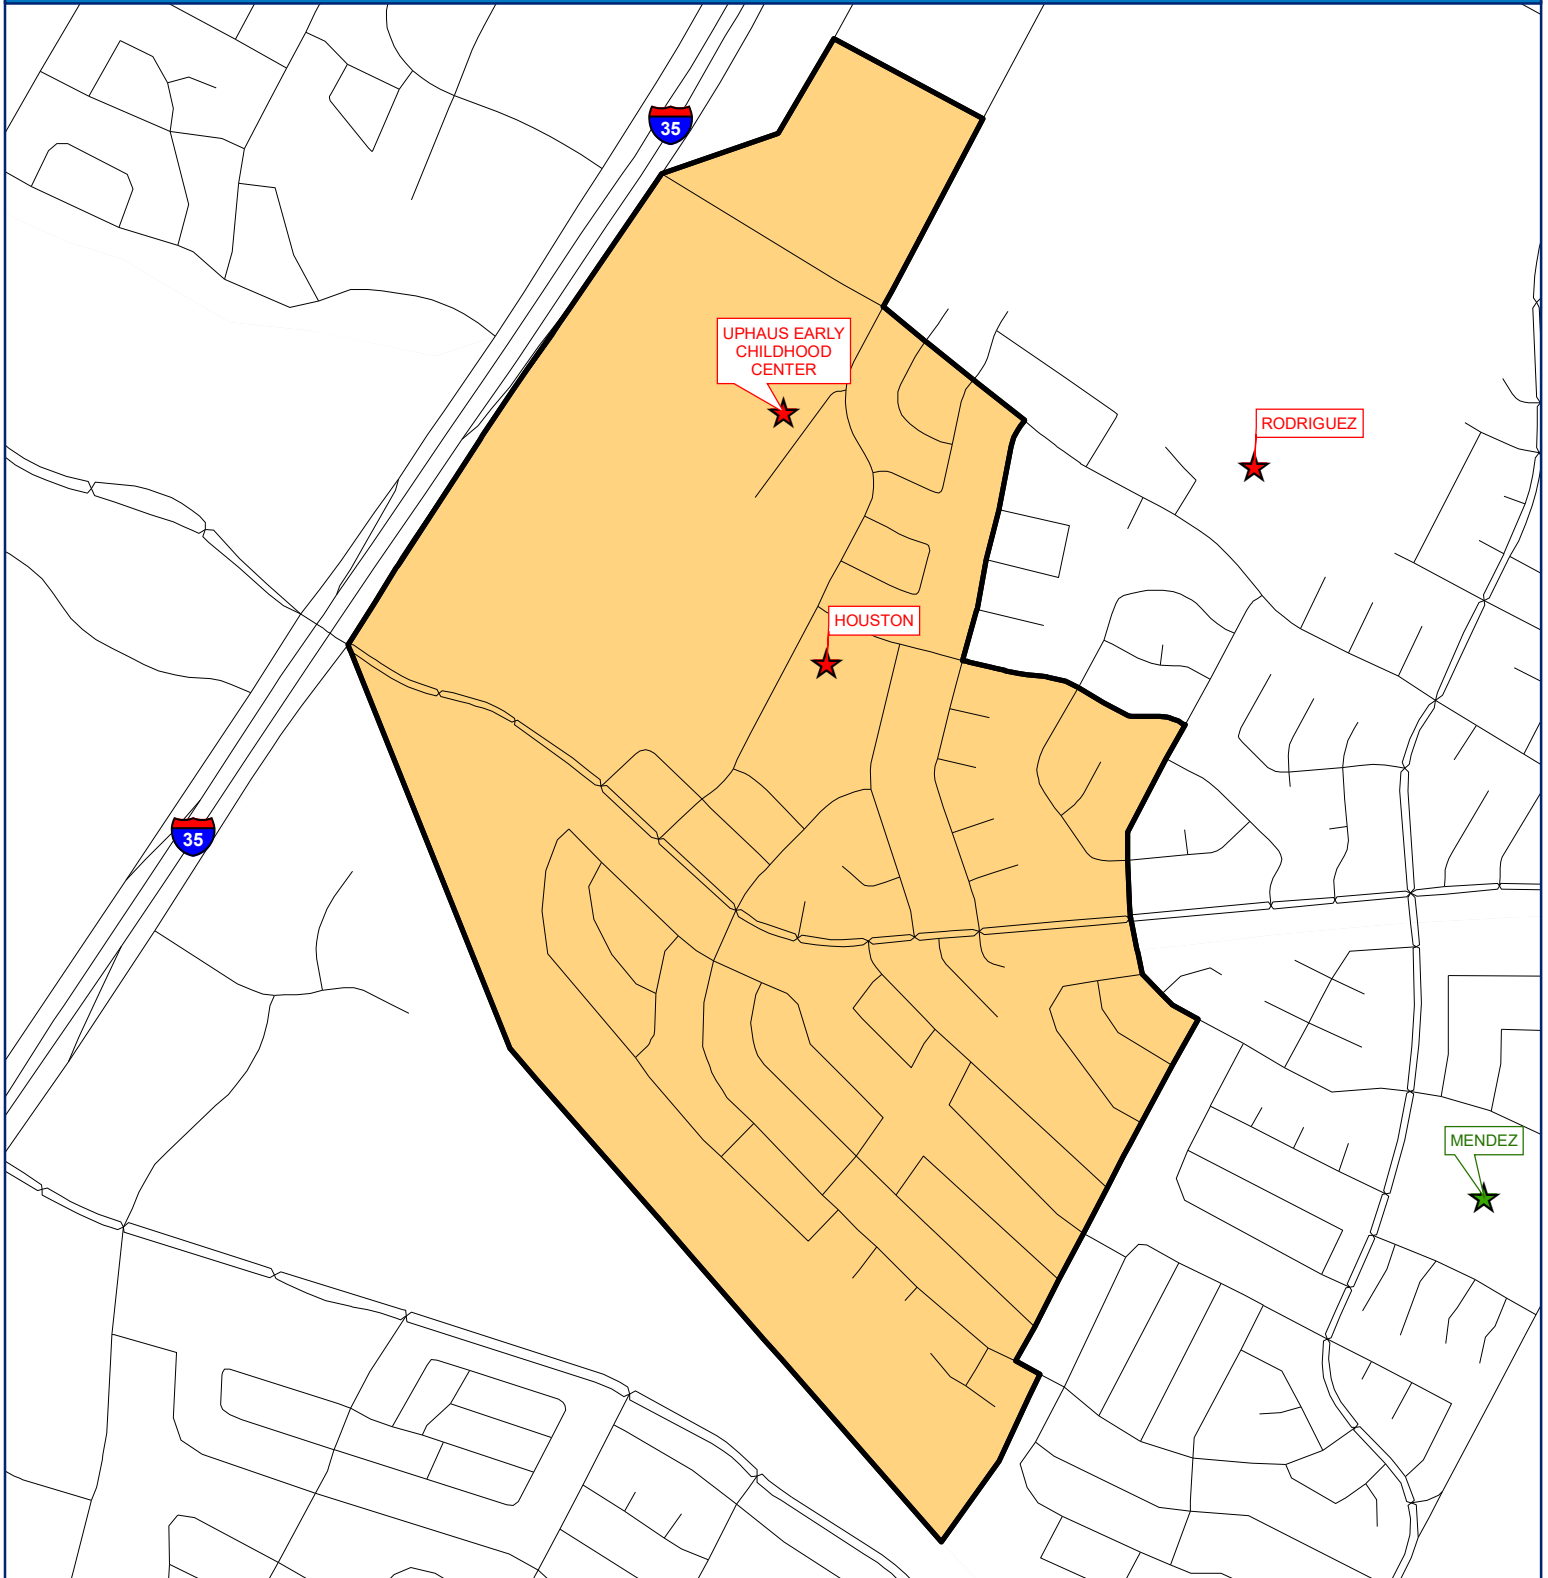 35
UPHAUS EARLY
CHILDHOOD
CENTER
RODRIGUEZ
HOUSTON
35
MENDEZ